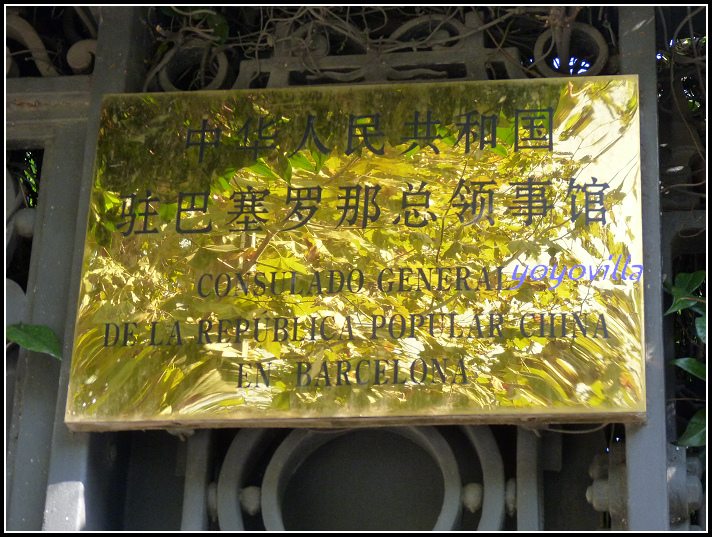 中华人民共和国
驻巴塞罗那总领事馆
CONSULADO GENERAL
yoyovilla
DE LA REPÚBLICA POPULAR CHINA
EN BARCELONA